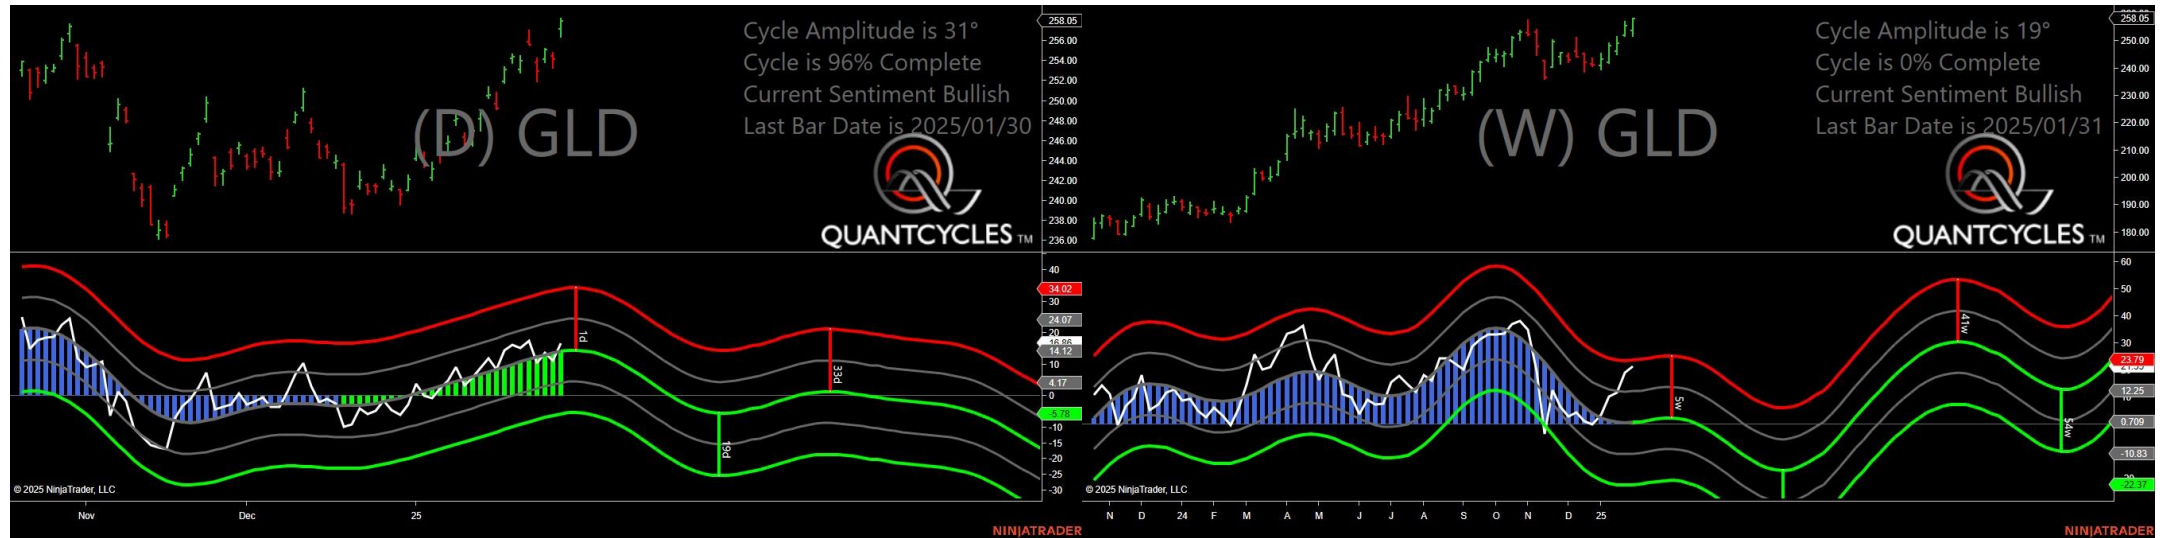 Cycle Amplitude is 31°
Cycle is 96% Complete
Current Sentiment Bullish
Last Bar Date is 2025/01/30
(D) GLD
QUANTCYCLES TM
258.05
256.00
254.00
252.00
250.00
248.00
246.00
244.00
242.00
240.00
238.00
236.00
40
34.02
30
24.07
20
16.86
14.12
10
4.17
0
-5.78
-10
-15
-20
-25
-30
1d
19d
33d
© 2025 NinjaTrader, LLC
Nov
Dec
25
NINJATRADER
Cycle Amplitude is 19°
Cycle is 0% Complete
Current Sentiment Bullish
Last Bar Date is 2025/01/31
(W) GLD
QUANTCYCLES TM
258.05
250.00
240.00
230.00
220.00
210.00
200.00
190.00
180.00
60
50
40
30
23.79
12.25
0.709
-10.83
-22.37
5w
41w
54w
© 2025 NinjaTrader, LLC
N D 24 F M A M J J A S O N D 25
NINJATRADER